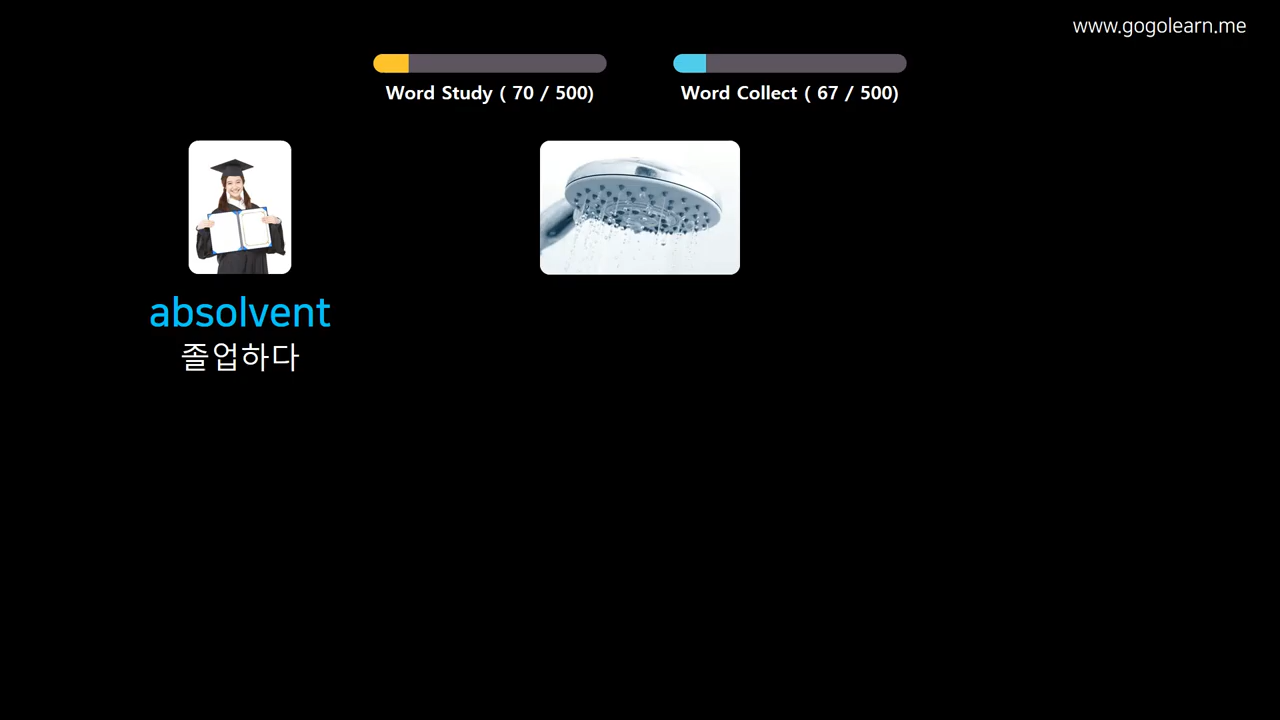 www.gogolearn.me
Word Study ( 70 / 500)
Word Collect ( 67 / 500)
absolvent
졸업하다